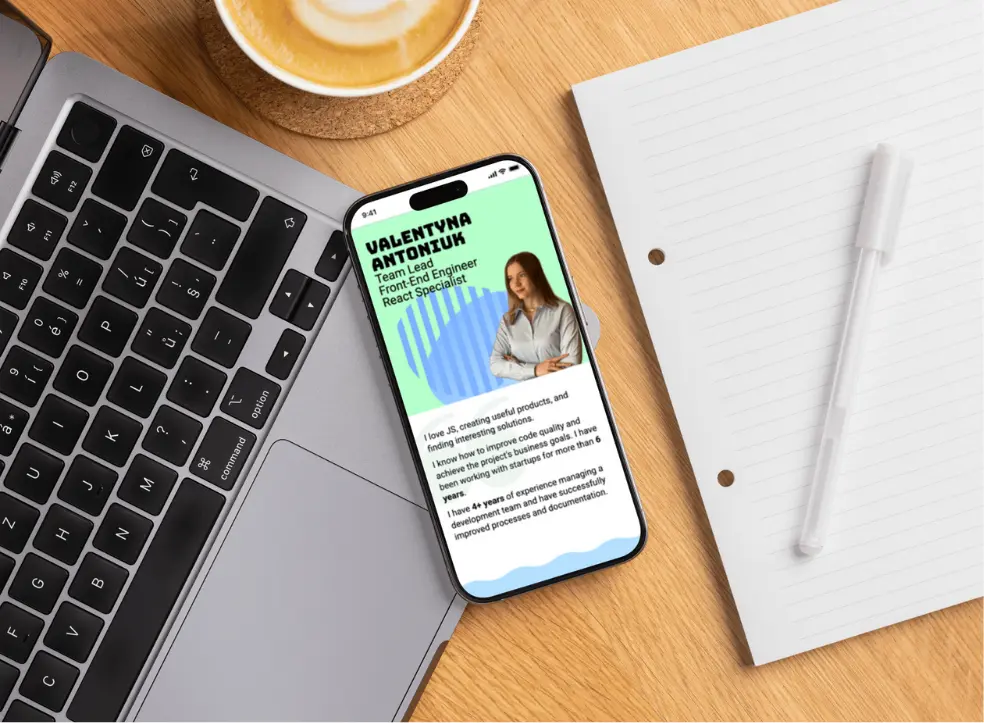 9:41
VALENTYNA
ANTONIUK
Team Lead
Front-End Engineer
React Specialist
I love JS, creating useful products, and
finding interesting solutions.
I know how to improve code quality and
achieve the project's business goals. I have
been working with startups for more than 6
years.
I have 4+ years of experience managing a
development team and have successfully
improved processes and documentation.
F12
F11
F10
P
O
L
I
K
U
J
M
Z
H
N
G
B
F
V
C
option
command